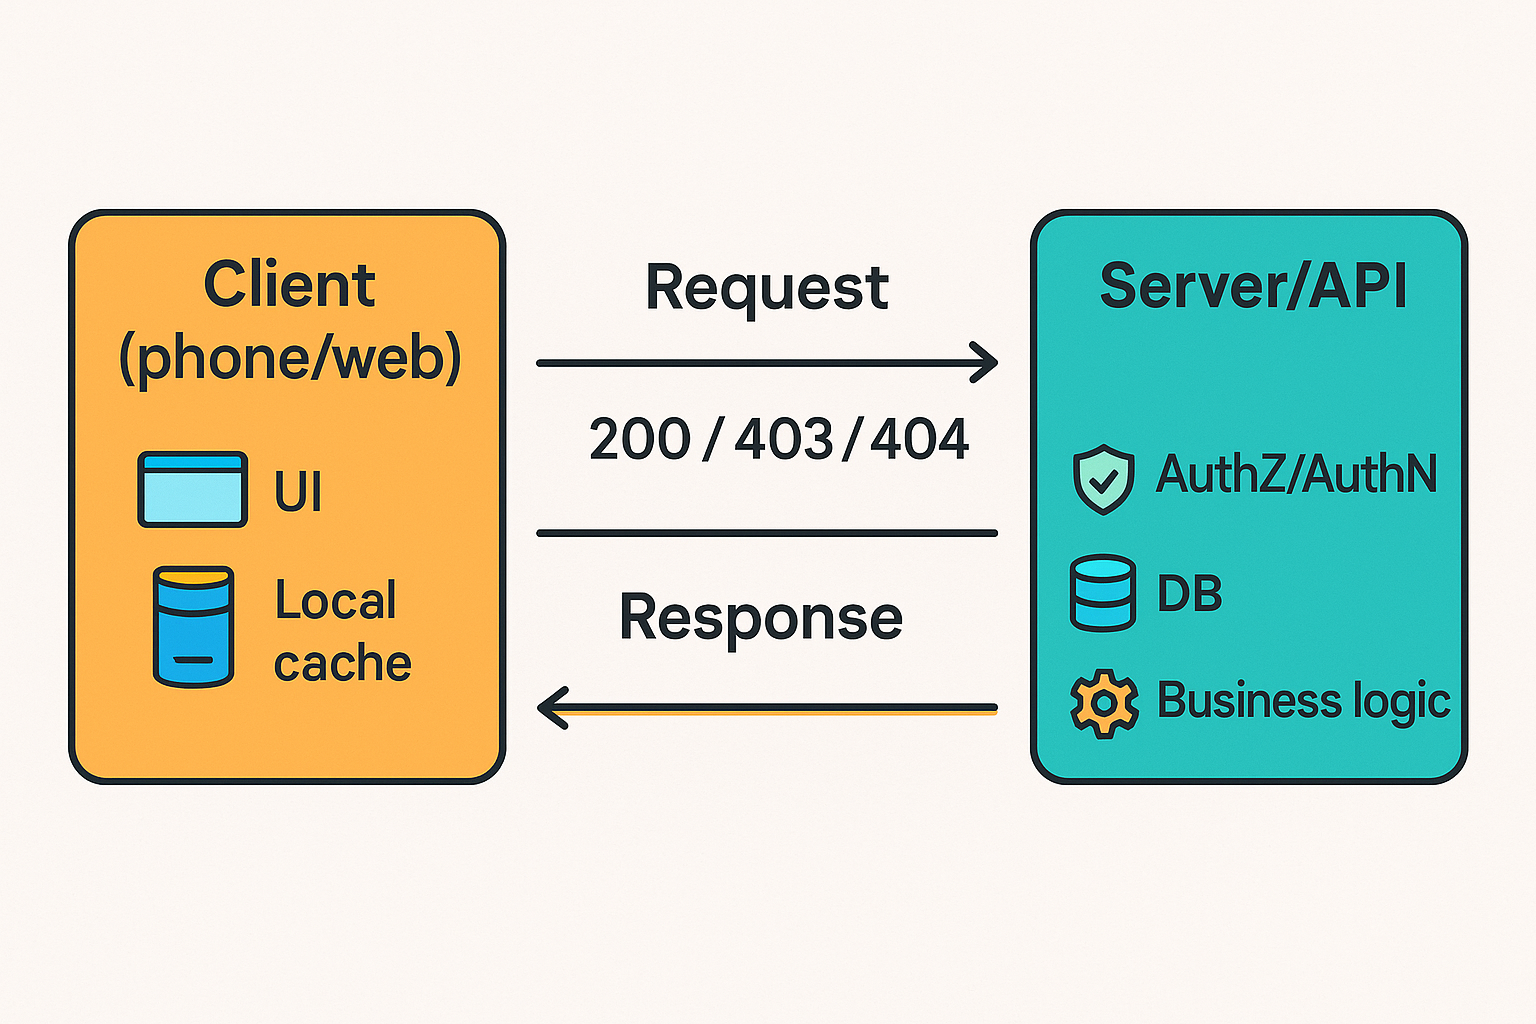 Client
(phone/web)
UI
Local
cache
Request
200 / 403 / 404
Response
Server/API
AuthZ/AuthN
DB
Business logic